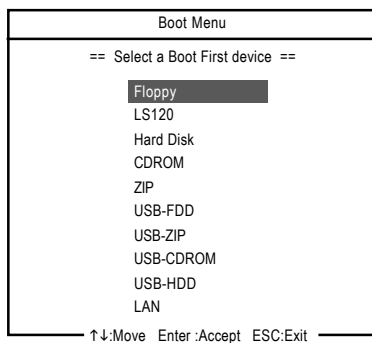 Boot Menu
== Select a Boot First device ==
Floppy
LS120
Hard Disk
CDROM
ZIP
USB-FDD
USB-ZIP
USB-CDROM
USB-HDD
LAN
↑↓:Move Enter :Accept ESC:Exit